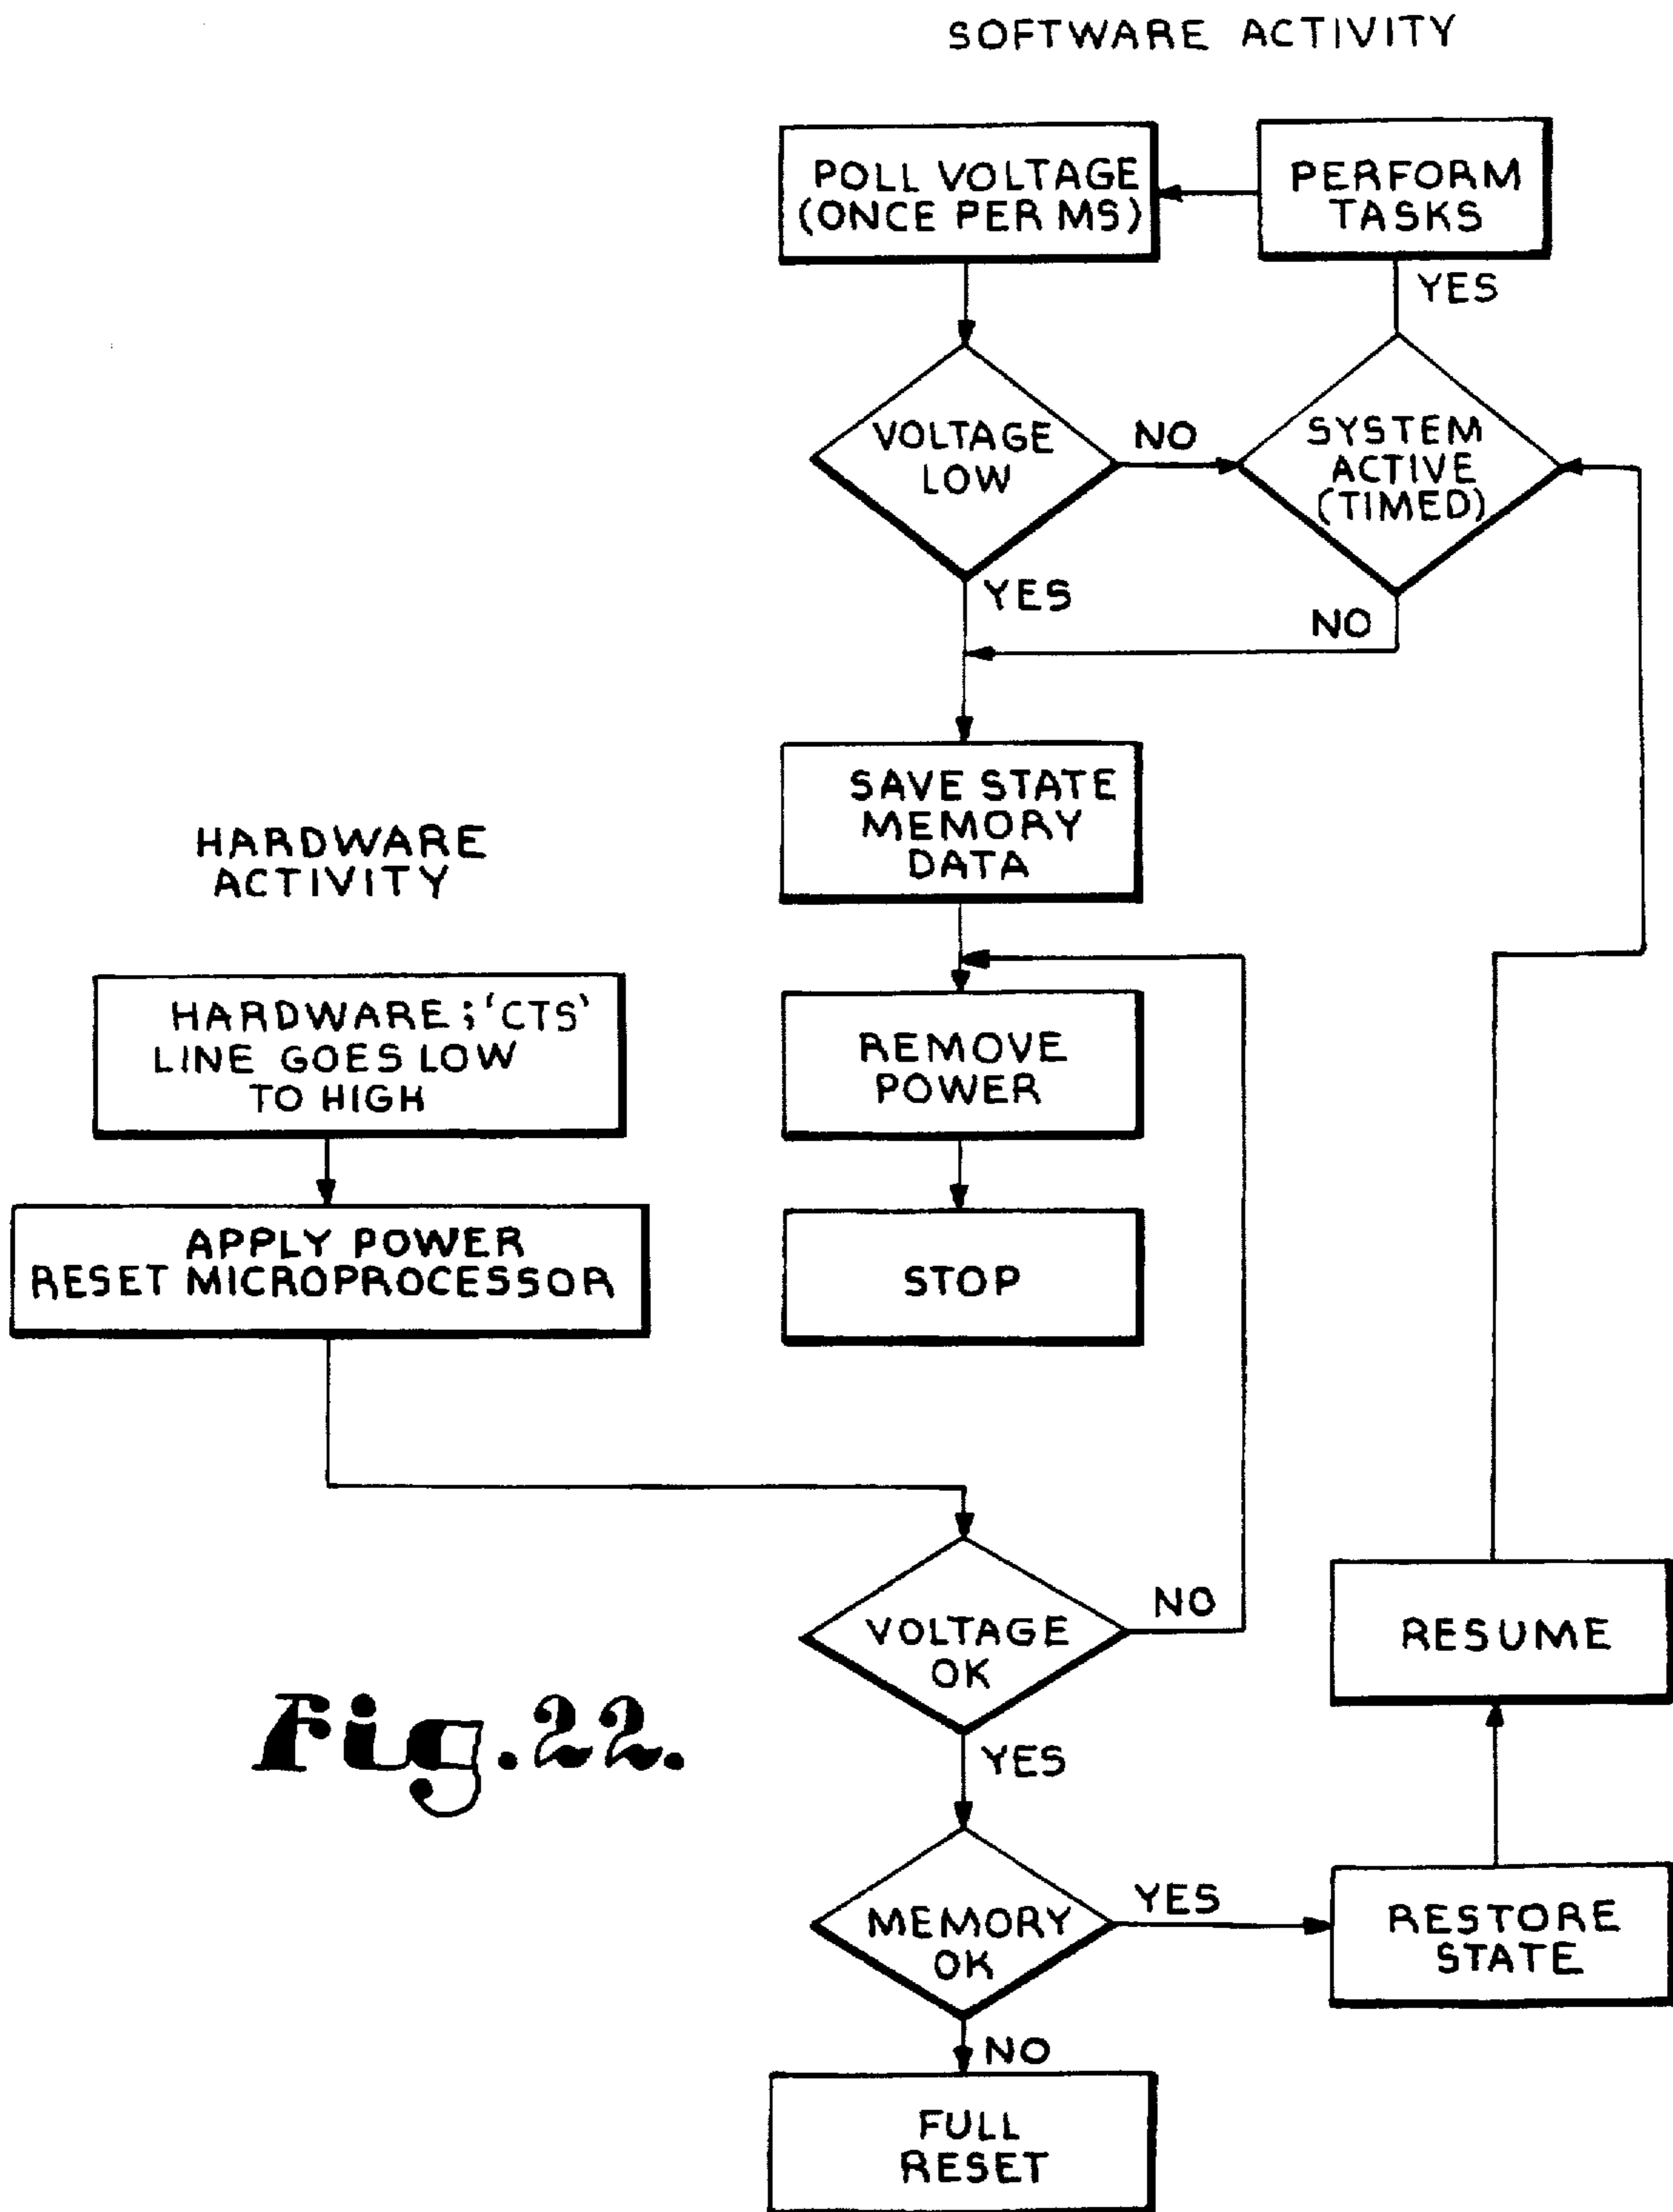 SOFTWARE ACTIVITY
POLL VOLTAGE
(ONCE PER MS)
PERFORM
TASKS
YES
VOLTAGE
LOW
NO
SYSTEM
ACTIVE
(TIMED)
YES
NO
SAVE STATE
MEMORY
DATA
HARDWARE
ACTIVITY
HARDWARE; 'CTS'
LINE GOES LOW
TO HIGH
REMOVE
POWER
APPLY POWER
RESET MICROPROCESSOR
STOP
VOLTAGE
OK
NO
RESUME
Fig. 22.
YES
MEMORY
OK
YES
RESTORE
STATE
NO
FULL
RESET